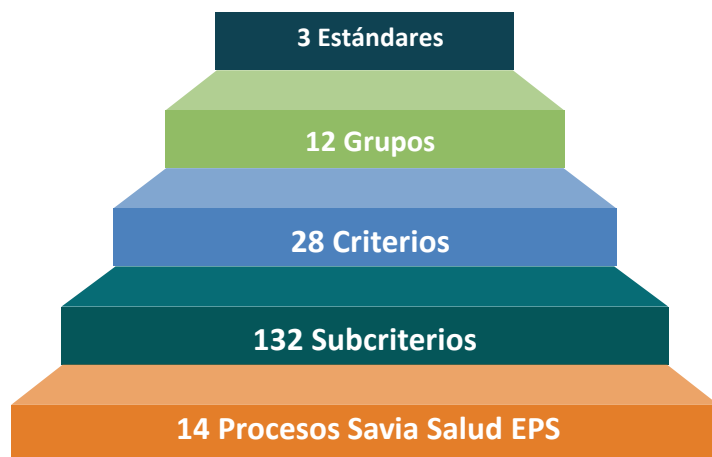 3 Estándares
12 Grupos
28 Criterios
132 Subcriterios
14 Procesos Savia Salud EPS